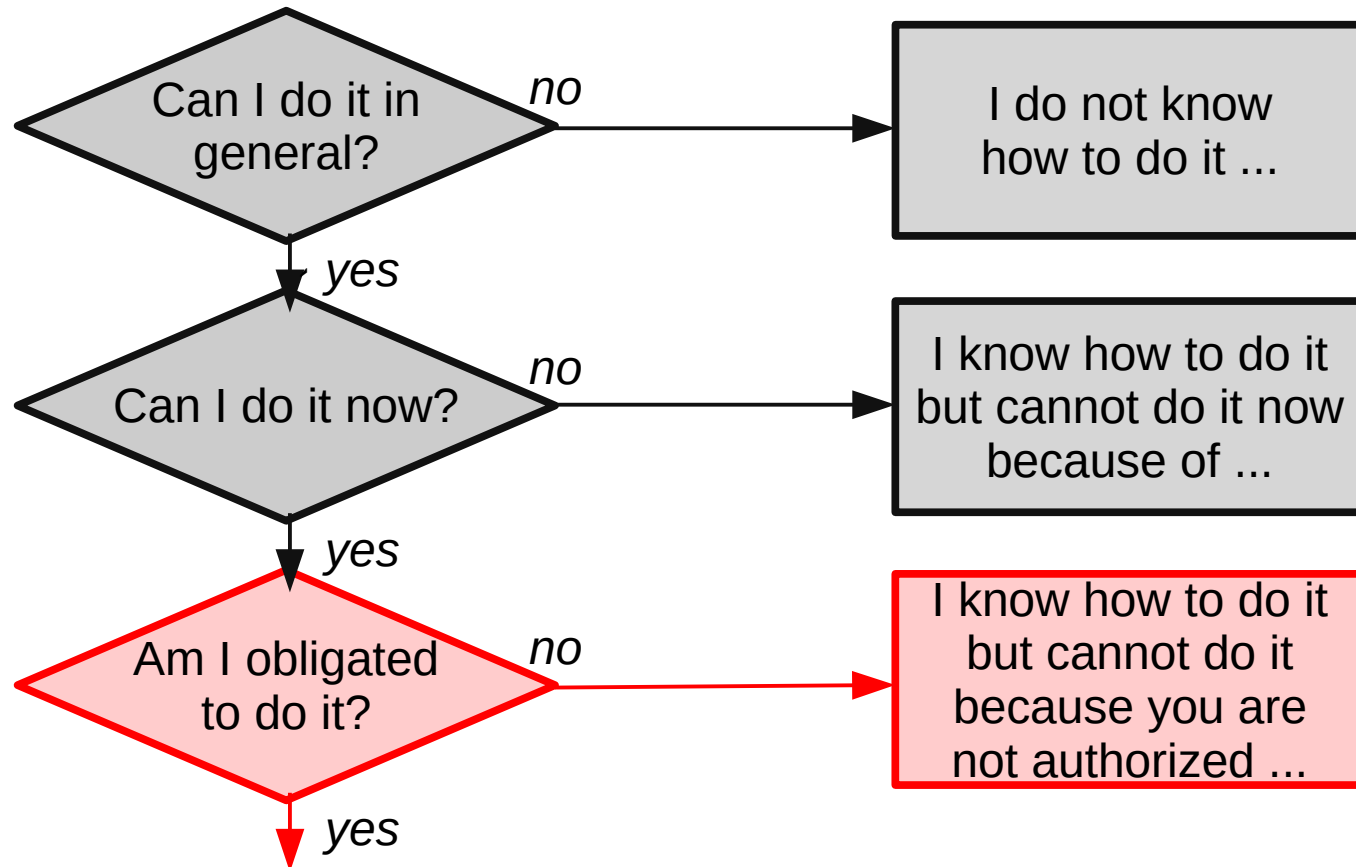 Can I do it in
general?
no
I do not know
how to do it ...
yes
Can I do it now?
no
I know how to do it
but cannot do it now
because of ...
yes
Am I obligated
to do it?
no
I know how to do it
but cannot do it
because you are
not authorized ...
yes